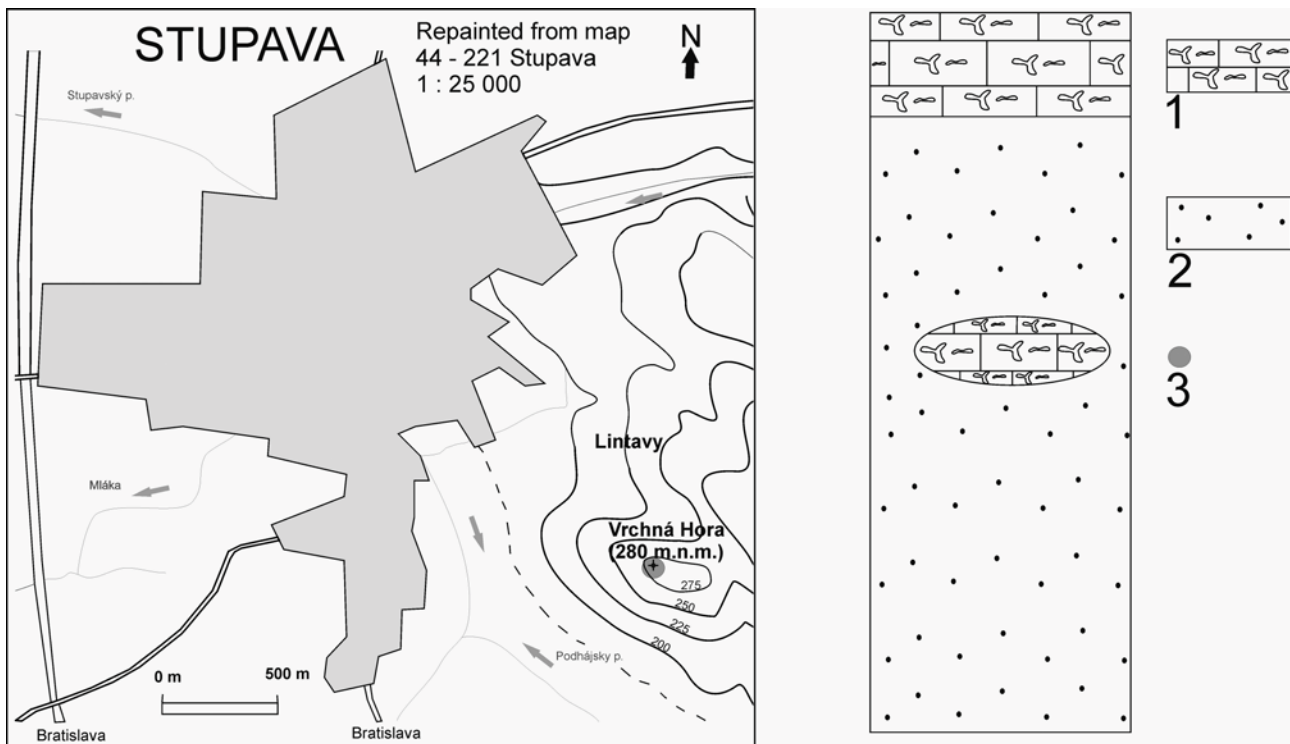 STUPAVA
Repainted from map
44 - 221 Stupava
1 : 25 000
N
Stupavský p.
Lintavy
Mláka
Vrchná Hora
(280 m.n.m.)
275
250
225
200
Podhájsky p.
0 m
500 m
Bratislava
Bratislava
1
2
3